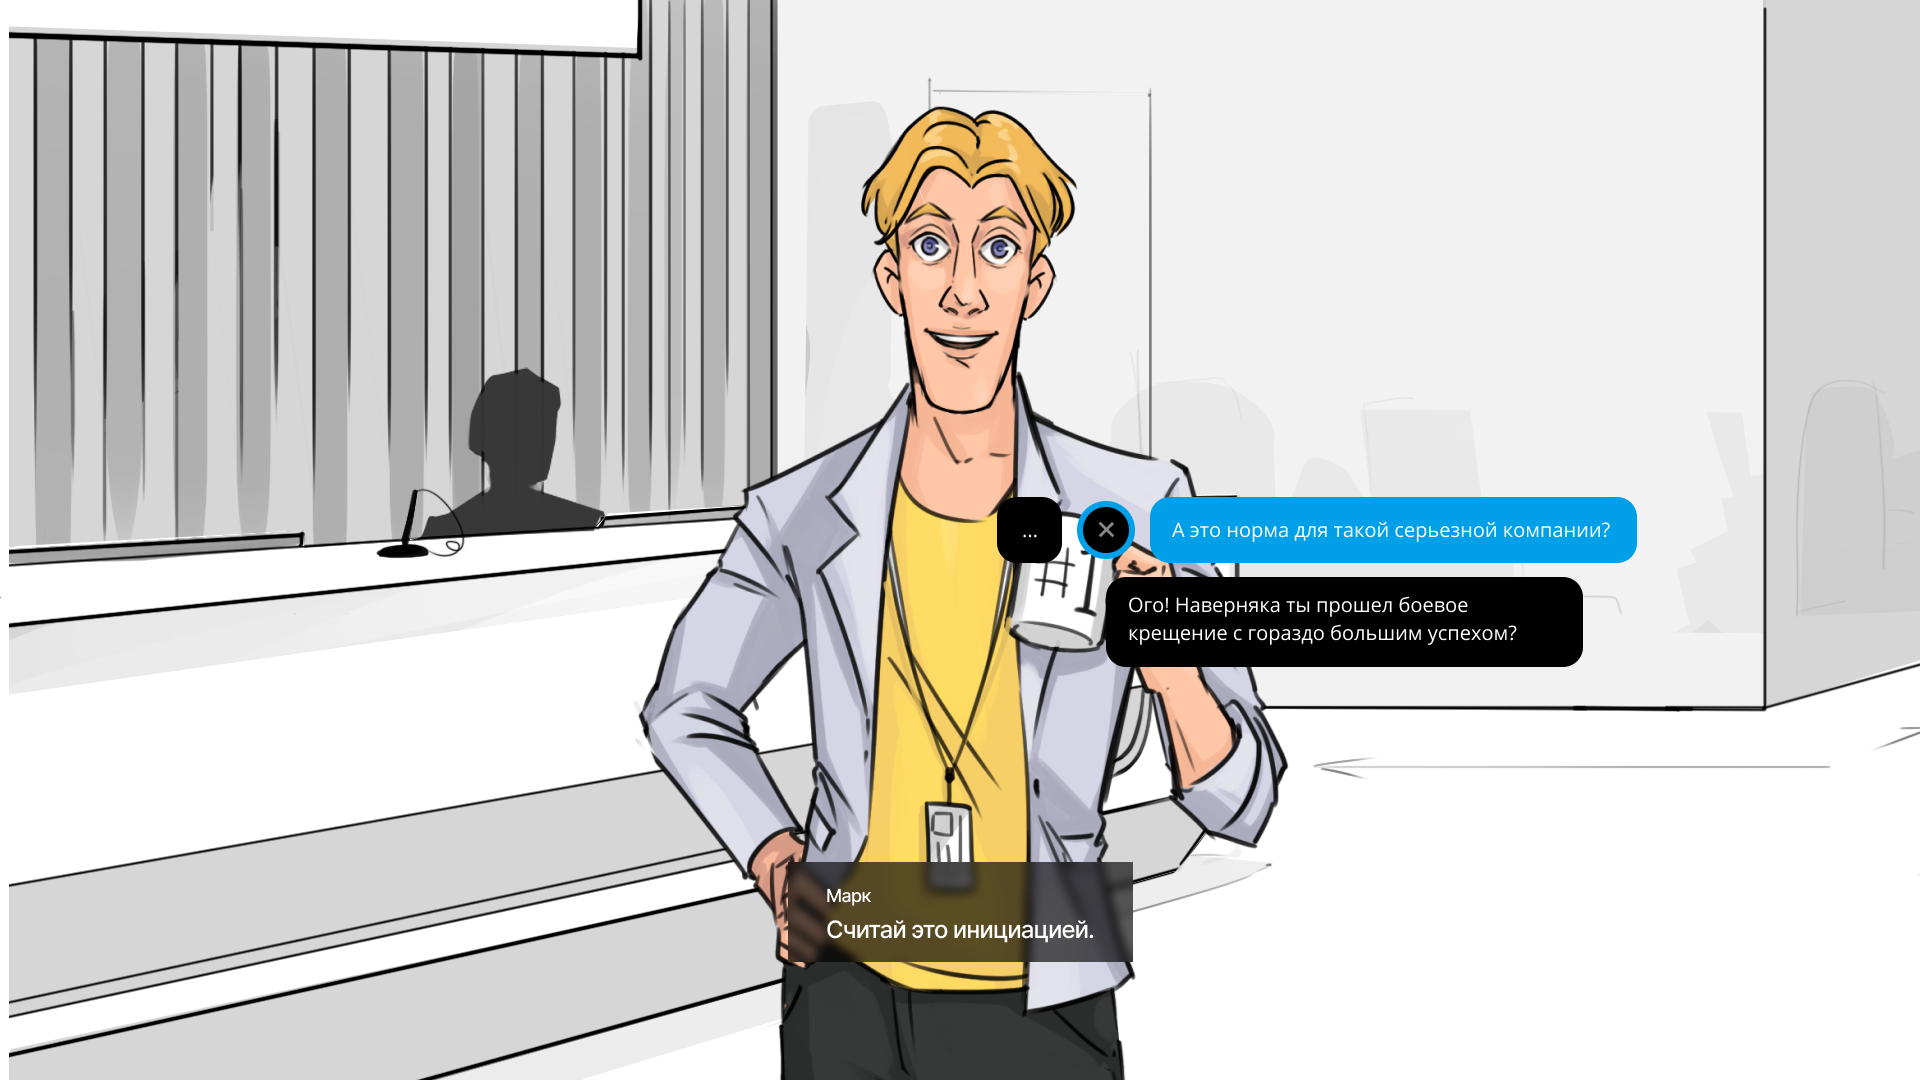 ...
А это норма для такой серьезной компании?
Ого! Наверняка ты прошел боевое
крещение с гораздо большим успехом?
Марк
Считай это инициацией.